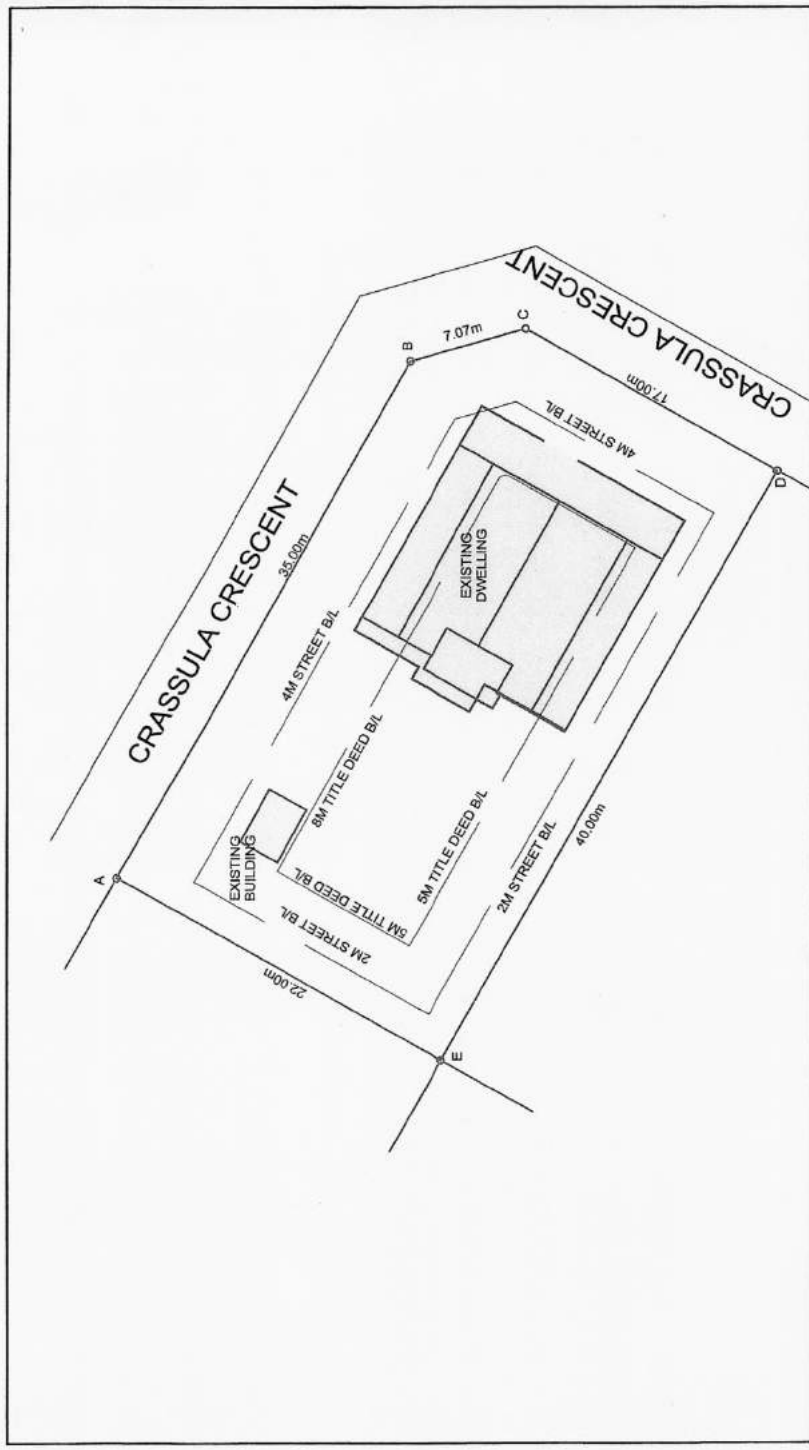 CRASSULA CRESCENT
CRASSULA CRESCENT
A
B
C
D
E
35.00m
7.07m
17.00m
40.00m
22.00m
4M STREET B/L
4M STREET B/L
8M TITLE DEED B/L
5M TITLE DEED B/L
5M TITLE DEED B/L
2M STREET B/L
2M STREET B/L
EXISTING
BUILDING
EXISTING
DWELLING